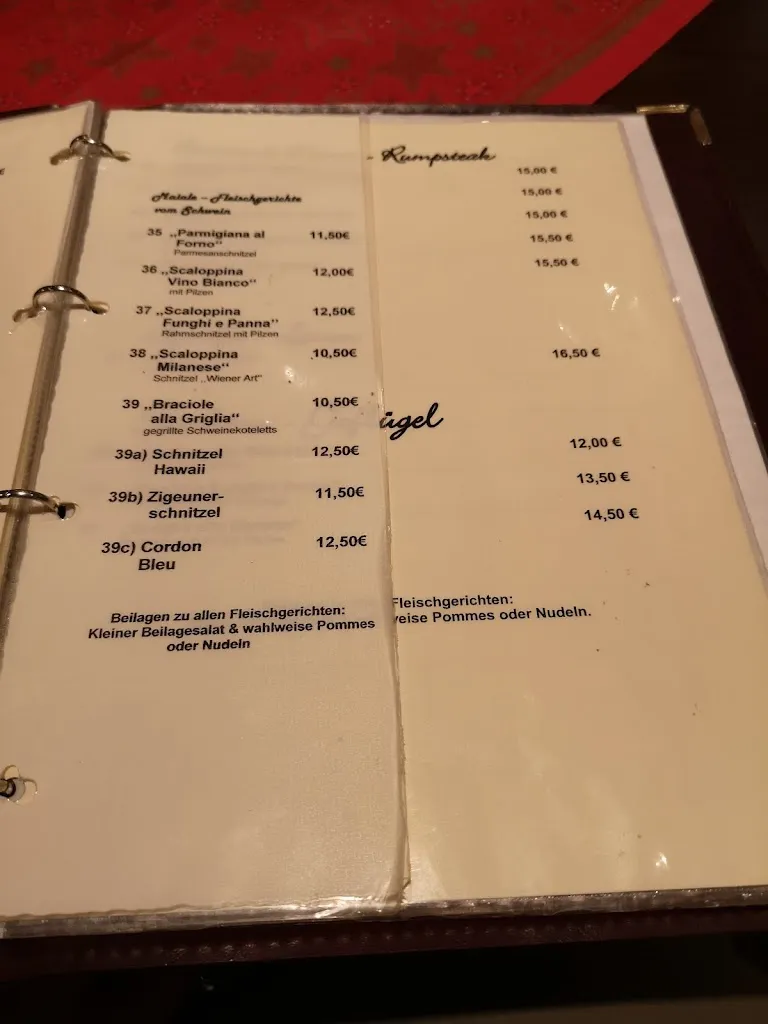 Maiale – Fleischgerichte
vom Schwein
35 „Parmigiana al 11,50€
Forno“
Parmesanschnitzel
36 „Scaloppina 12,00€
Vino Bianco“
mit Pilzen
37 „Scaloppina 12,50€
Funghi e Panna“
Rahmschnitzel mit Pilzen
38 „Scaloppina 10,50€
Milanese“
Schnitzel „Wiener Art“
39 „Braciole 10,50€
alla Griglia“
gegrillte Schweinekoteletts
39a) Schnitzel 12,50€
Hawaii
39b) Zigeuner- 11,50€
schnitzel
39c) Cordon 12,50€
Bleu
Beilagen zu allen Fleischgerichten:
Kleiner Beilagesalat & wahlweise Pommes
oder Nudeln
- Rumpsteak
15,00 €
15,00 €
15,00 €
15,50 €
15,50 €
16,50 €
ügel
12,00 €
13,50 €
14,50 €
Fleischgerichten:
eise Pommes oder Nudeln.